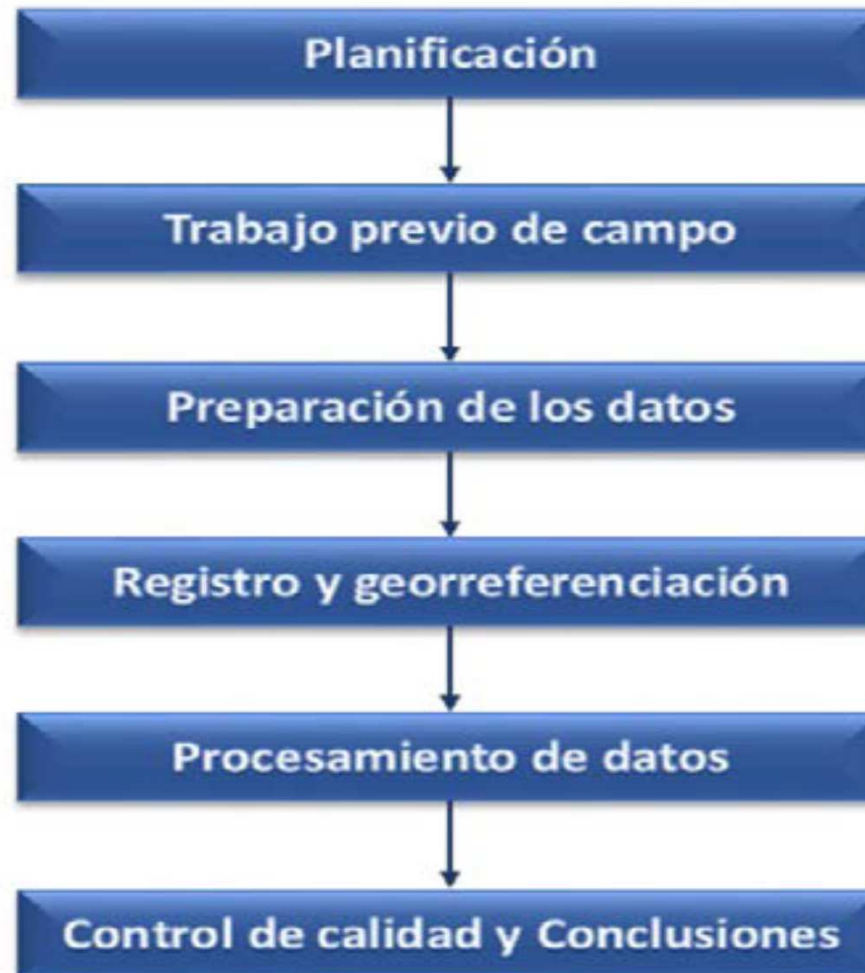 Planificación
Trabajo previo de campo
Preparación de los datos
Registro y georreferenciación
Procesamiento de datos
Control de calidad y Conclusiones